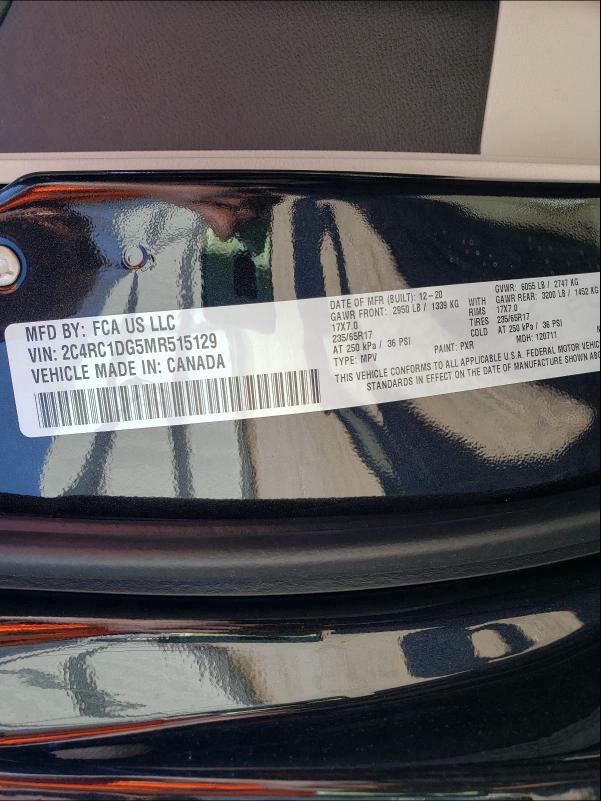 MFD BY: FCA US LLC
VIN: 2C4RC1DG5MR515129
VEHICLE MADE IN: CANADA
DATE OF MFR (BUILT): 12-20 GVWR: 6055 LB / 2747 KG
GAWR FRONT: 2950 LB / 1339 KG WITH GAWR REAR: 3200 LB / 1452 KG
17X7.0 RIMS 17X7.0
235/65R17 TIRES 235/65R17
AT 250 kPa / 36 PSI COLD AT 250 kPa / 36 PSI
TYPE: MPV PAINT: PXR MDH: 120711
THIS VEHICLE CONFORMS TO ALL APPLICABLE U.S.A. FEDERAL MOTOR
STANDARDS IN EFFECT ON THE DATE OF MANUFACTURE SHOWN